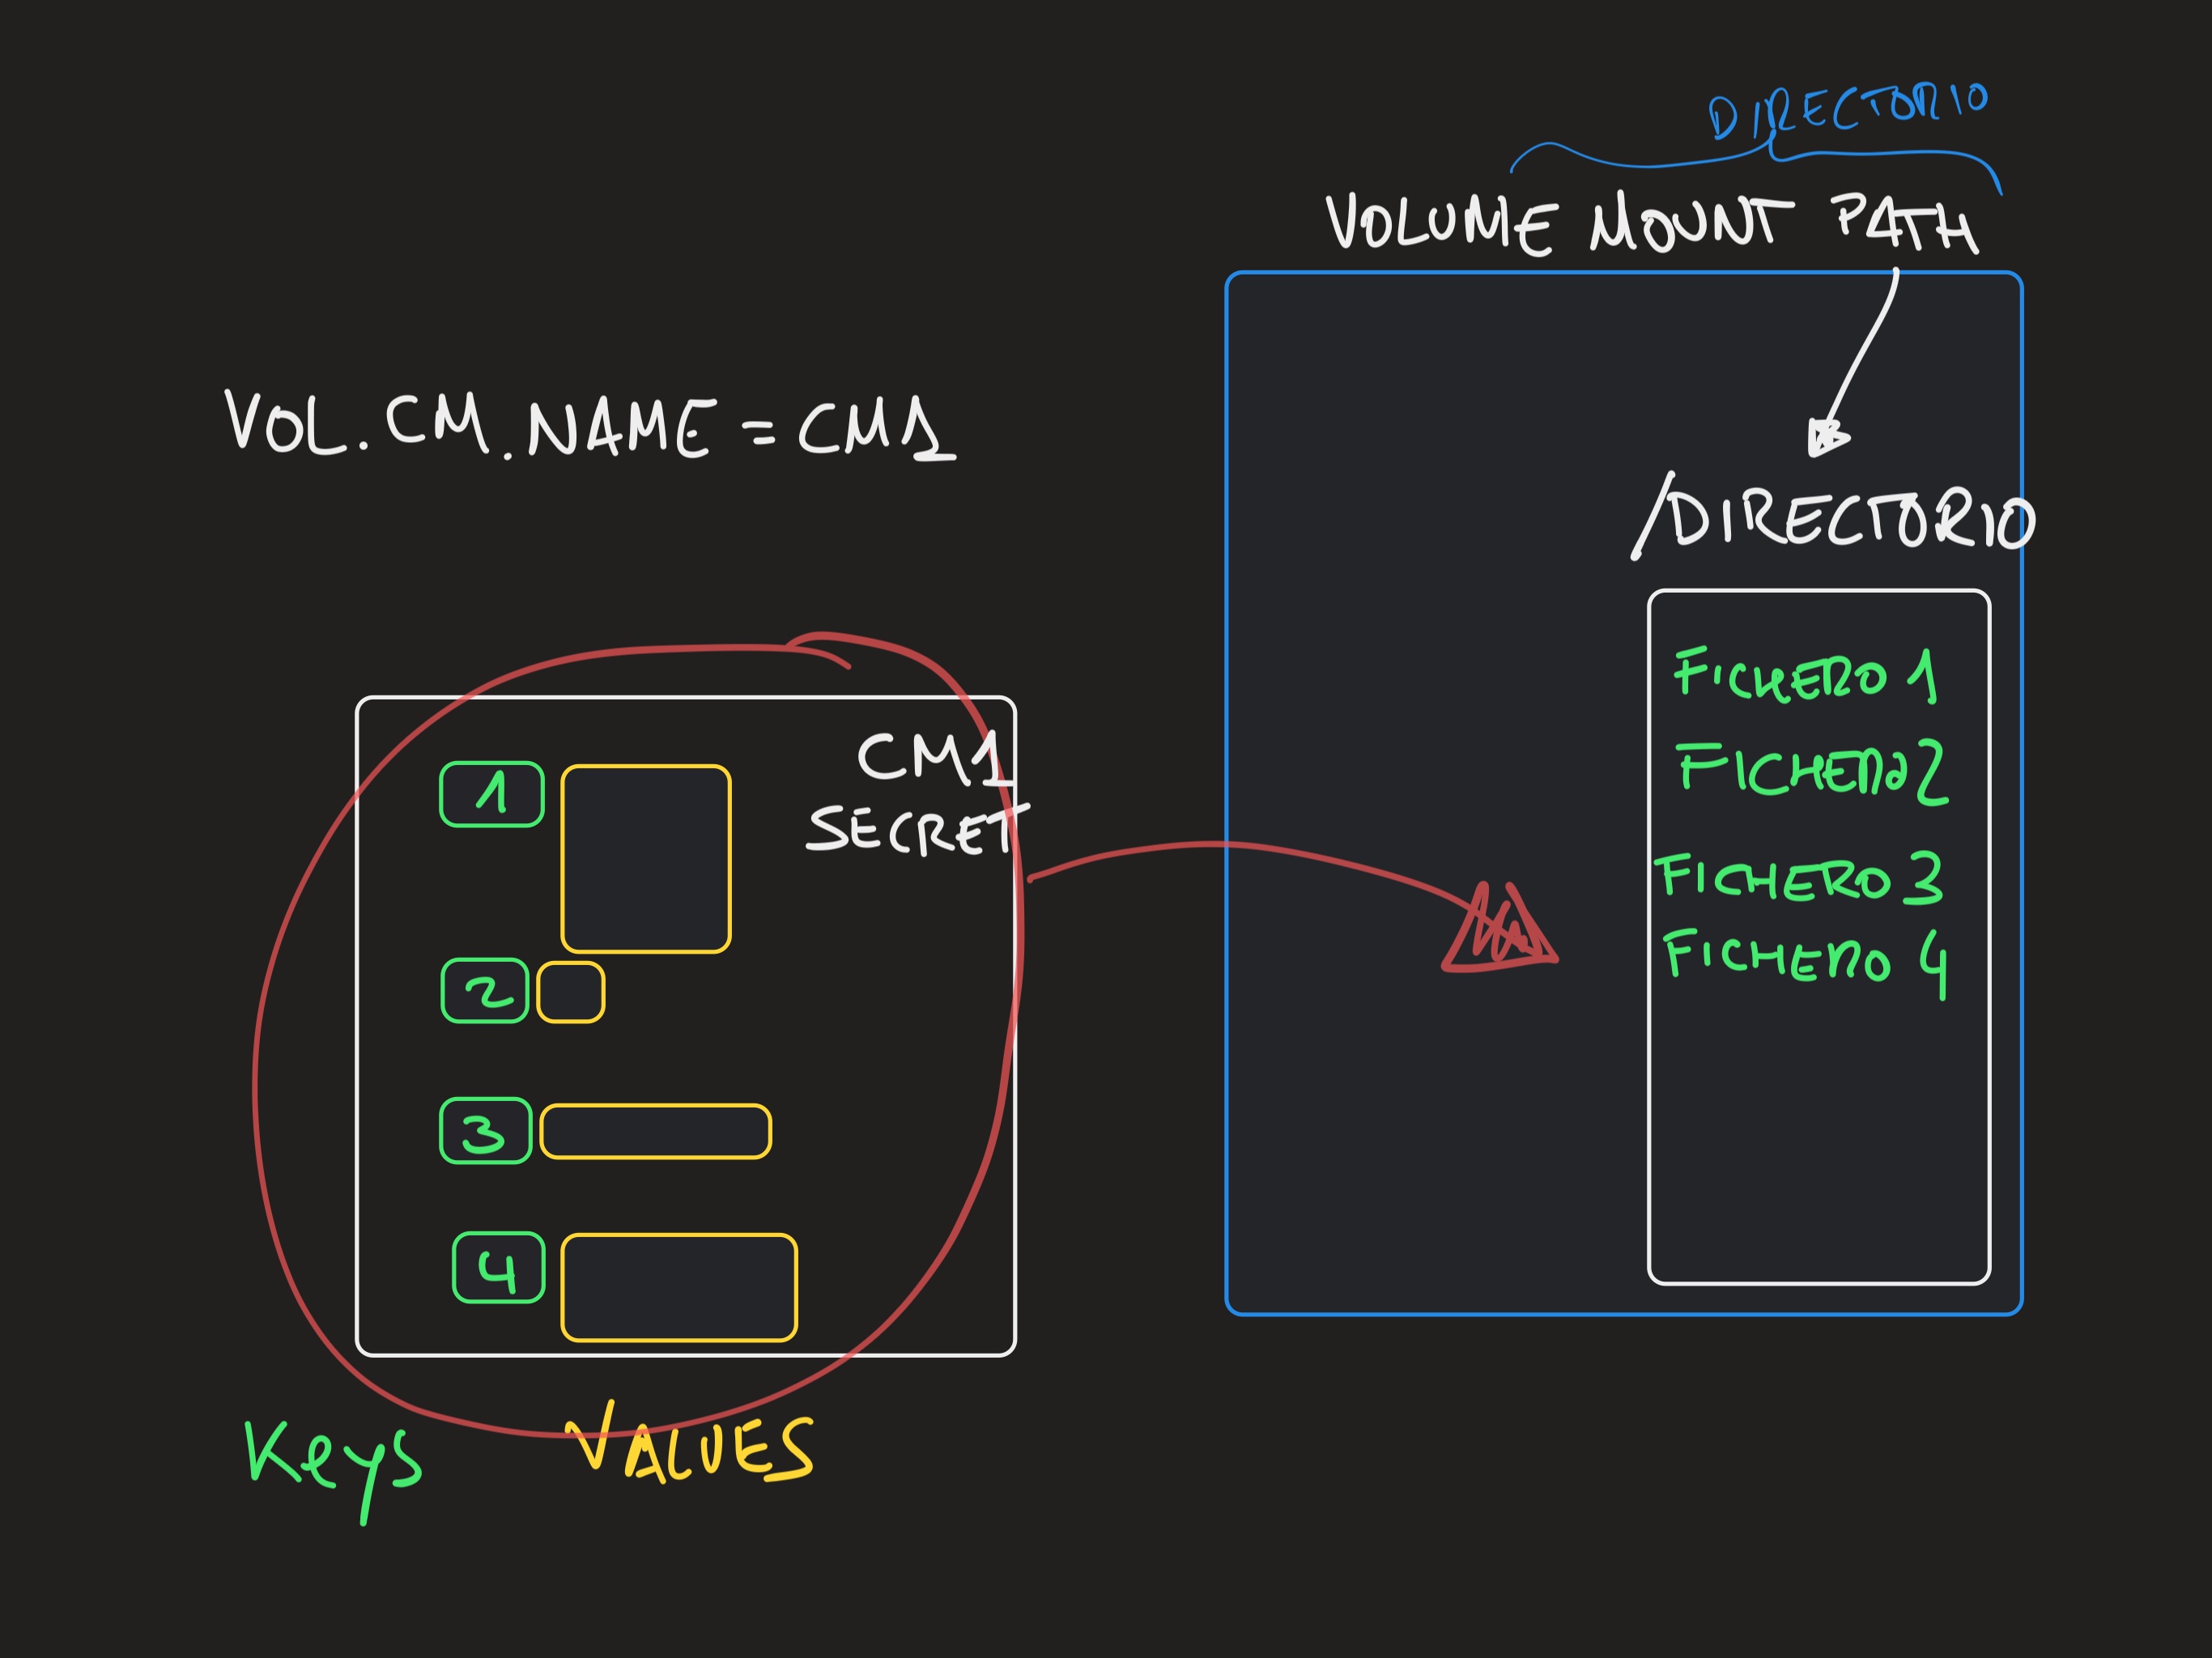 DIRECTORIO
VOLUME MOUNT PATH
VOL.CM.NAME = CM1
/DIRECTORIO
CM1
SECRET
1
2
3
4
FICHERO 1
FICHERO 2
FICHERO 3
FICHERO 4
Keys
VALUES